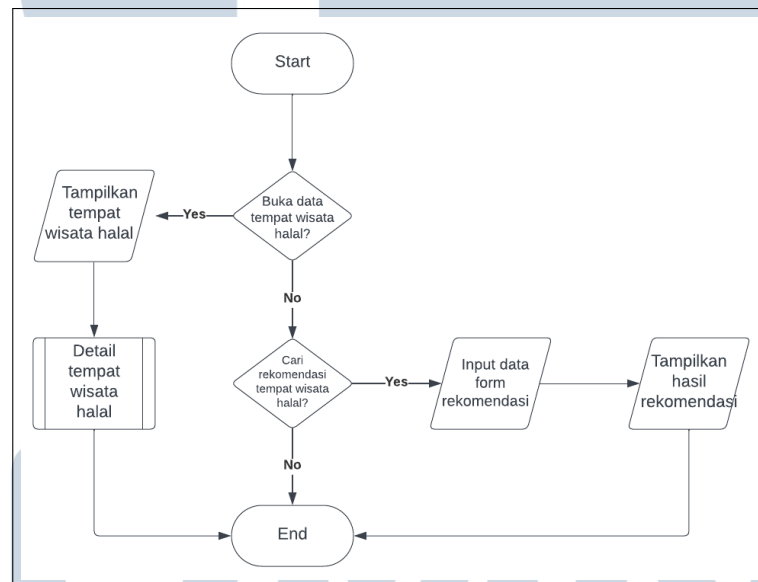 Start
Buka data
tempat wisata
halal?
Yes
Tampilkan
tempat
wisata halal
No
Detail
tempat
wisata
halal
Cari
rekomendasi
tempat wisata
halal?
Yes
Input data
form
rekomendasi
Tampilkan
hasil
rekomendasi
No
End